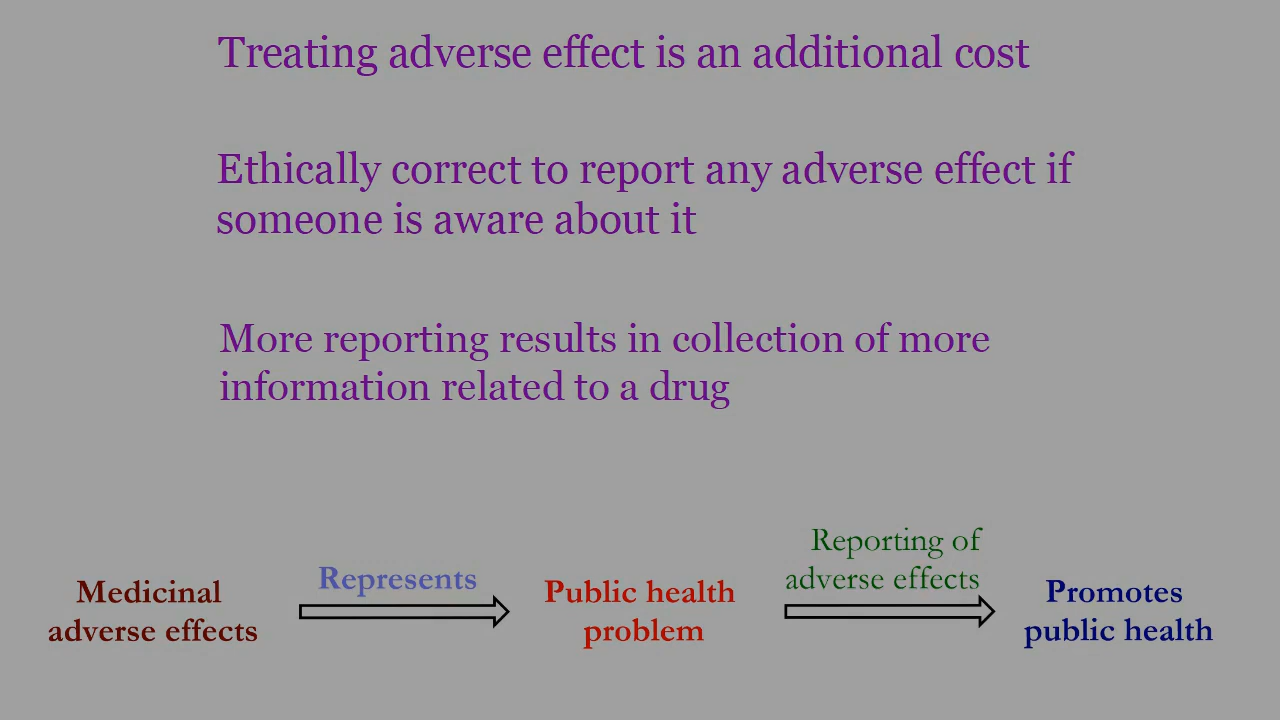 Treating adverse effect is an additional cost
Ethically correct to report any adverse effect if
someone is aware about it
More reporting results in collection of more
information related to a drug
Medicinal
adverse effects
Represents
Public health
problem
Reporting of
adverse effects
Promotes
public health